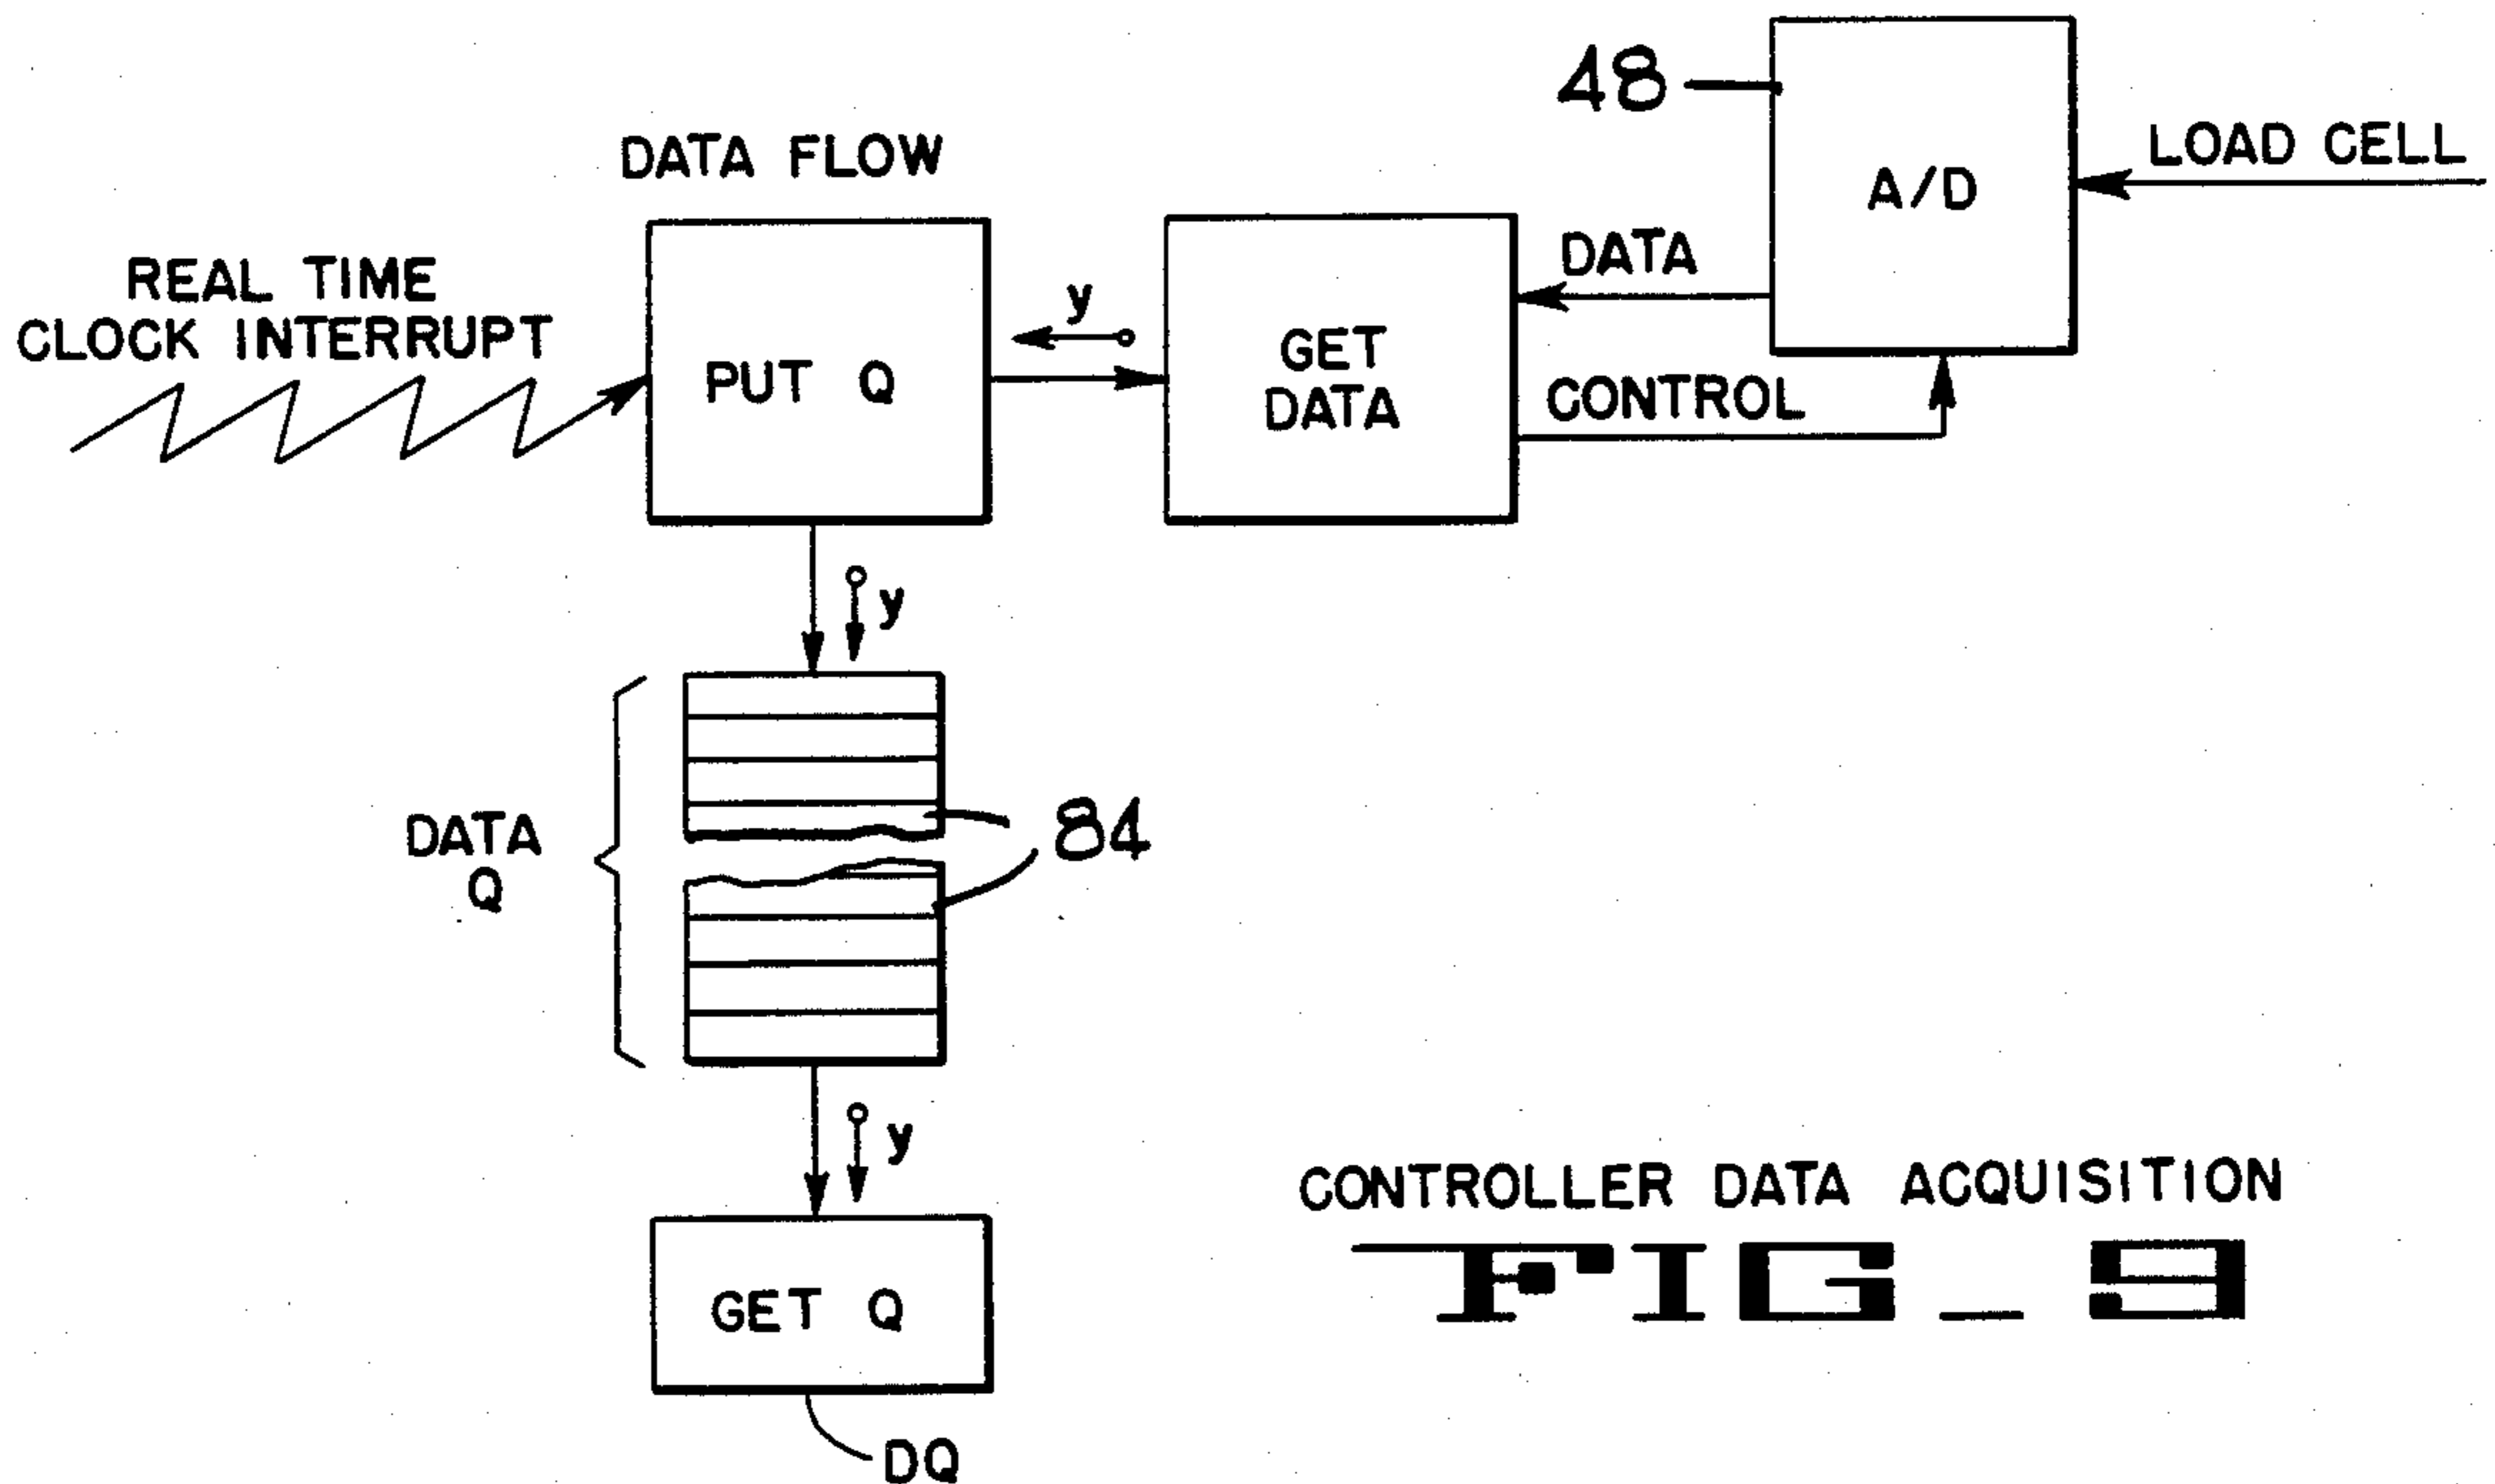 48
DATA FLOW
LOAD CELL
A/D
REAL TIME
CLOCK INTERRUPT
DATA
y
PUT Q
GET
DATA
CONTROL
y
DATA
Q
84
y
CONTROLLER DATA ACQUISITION
FIG_9
GET Q
DQ